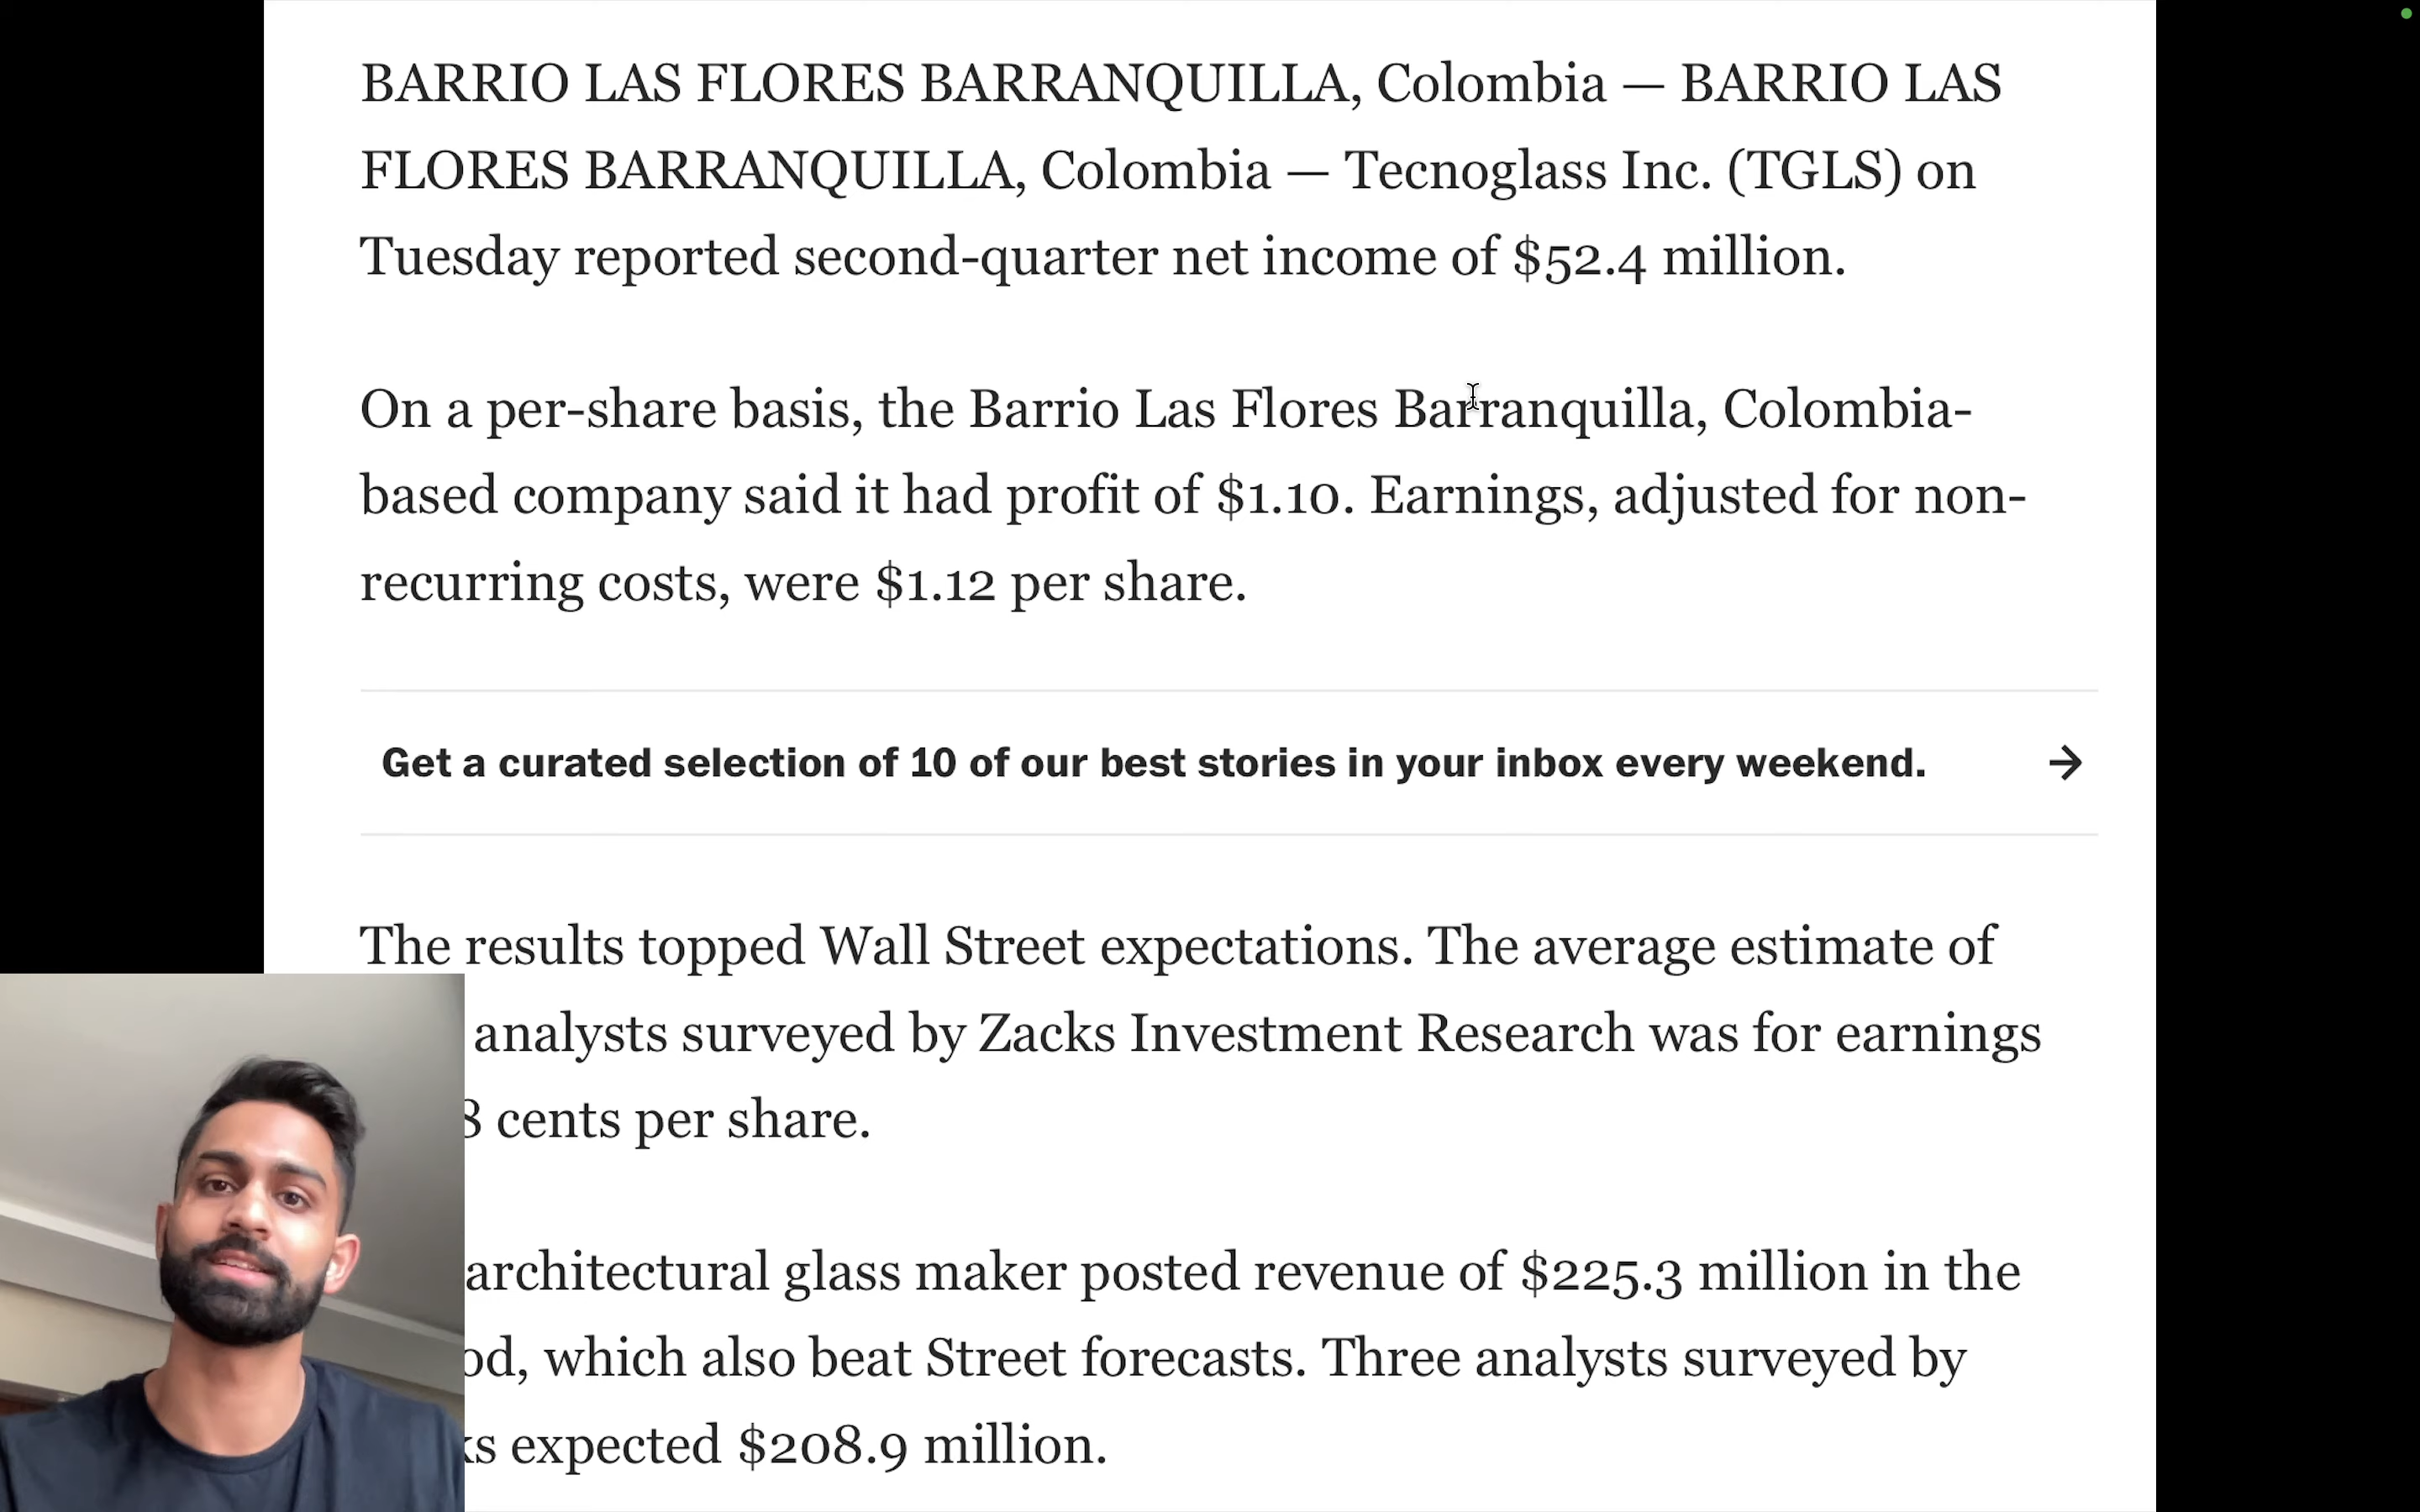 BARRIO LAS FLORES BARRANQUILLA, Colombia — BARRIO LAS
FLORES BARRANQUILLA, Colombia — Tecnoglass Inc. (TGLS) on
Tuesday reported second-quarter net income of $52.4 million.
On a per-share basis, the Barrio Las Flores Barranquilla, Colombia-
based company said it had profit of $1.10. Earnings, adjusted for non-
recurring costs, were $1.12 per share.
Get a curated selection of 10 of our best stories in your inbox every weekend. →
The results topped Wall Street expectations. The average estimate of
analysts surveyed by Zacks Investment Research was for earnings
cents per share.
architectural glass maker posted revenue of $225.3 million in the
which also beat Street forecasts. Three analysts surveyed by
expected $208.9 million.